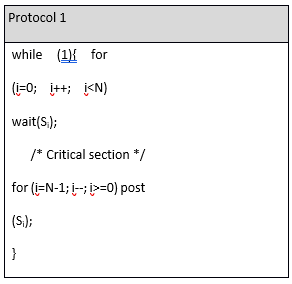 Protocol 1
while (1){ for
(i=0; i++; i<N)
wait(Sᵢ);
/* Critical section */
for (i=N-1; i--; i>=0) post
(Sᵢ);
}